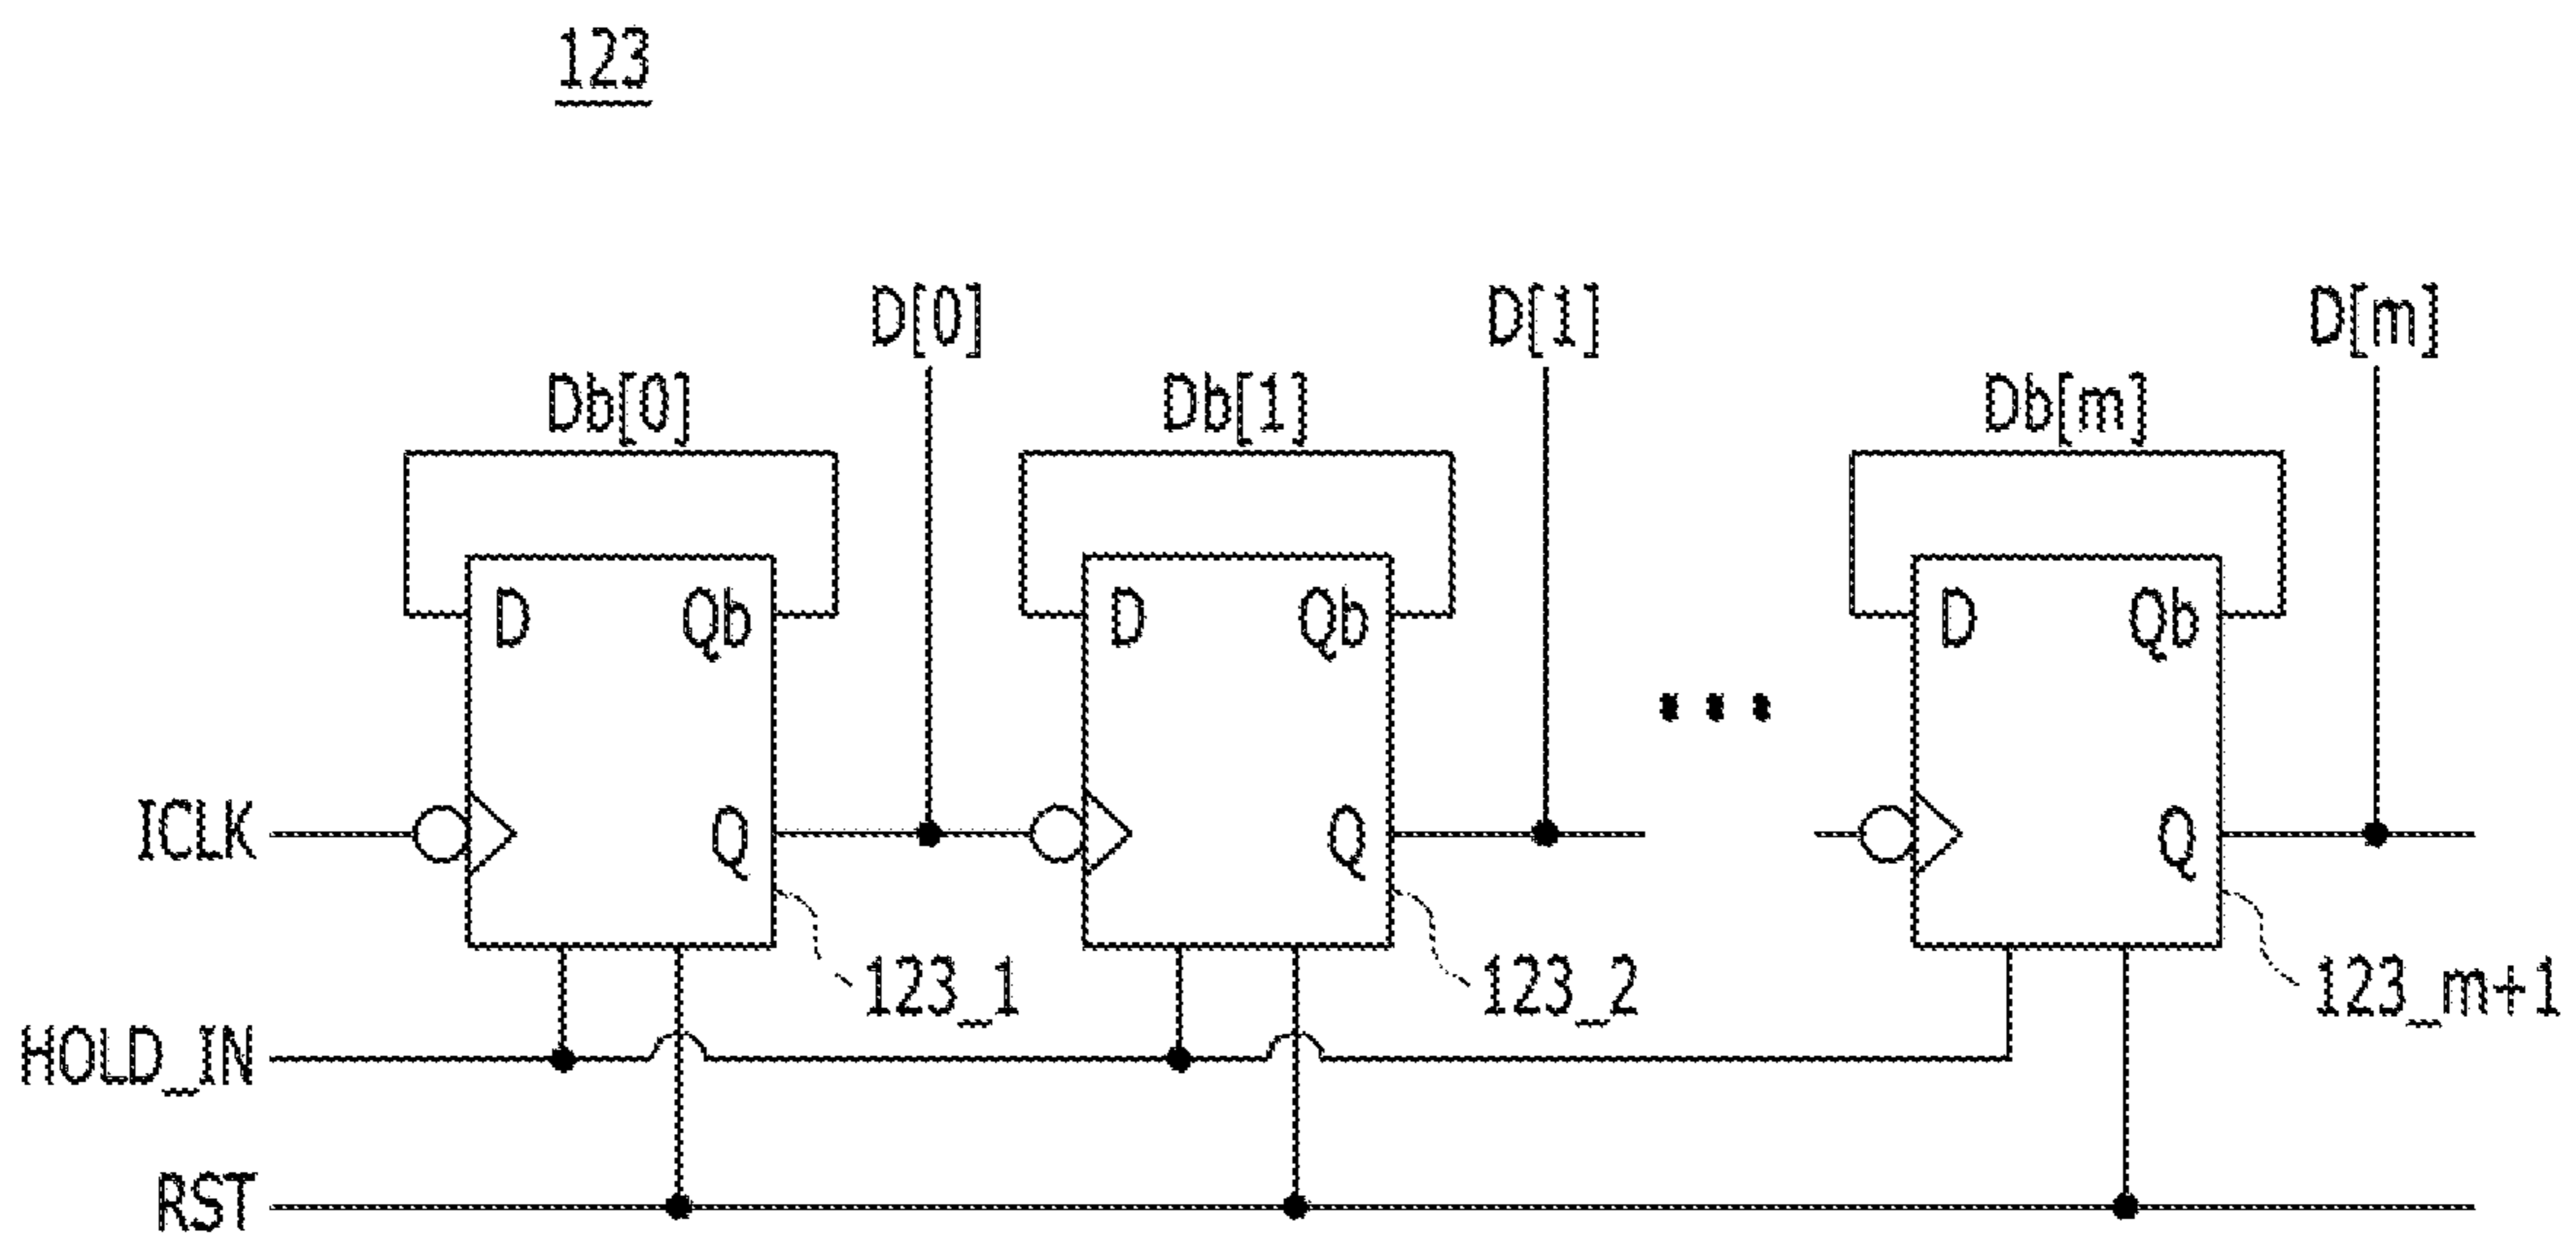 123
D[0] D[1] D[m]
Db[0] Db[1] Db[m]
D Qb D Qb D Qb
ICLK Q Q Q
123_1 123_2 123_m+1
HOLD_IN
RST